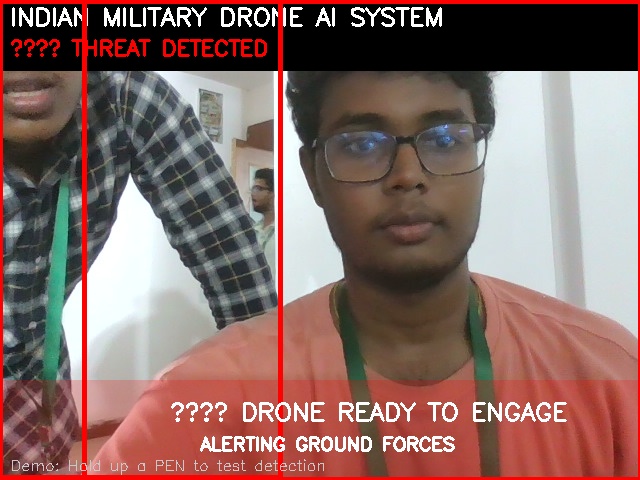 INDIAN MILITARY DRONE AI SYSTEM
???? THREAT DETECTED
???? DRONE READY TO ENGAGE
ALERTING GROUND FORCES
Demo: Hold up a PEN to test detection